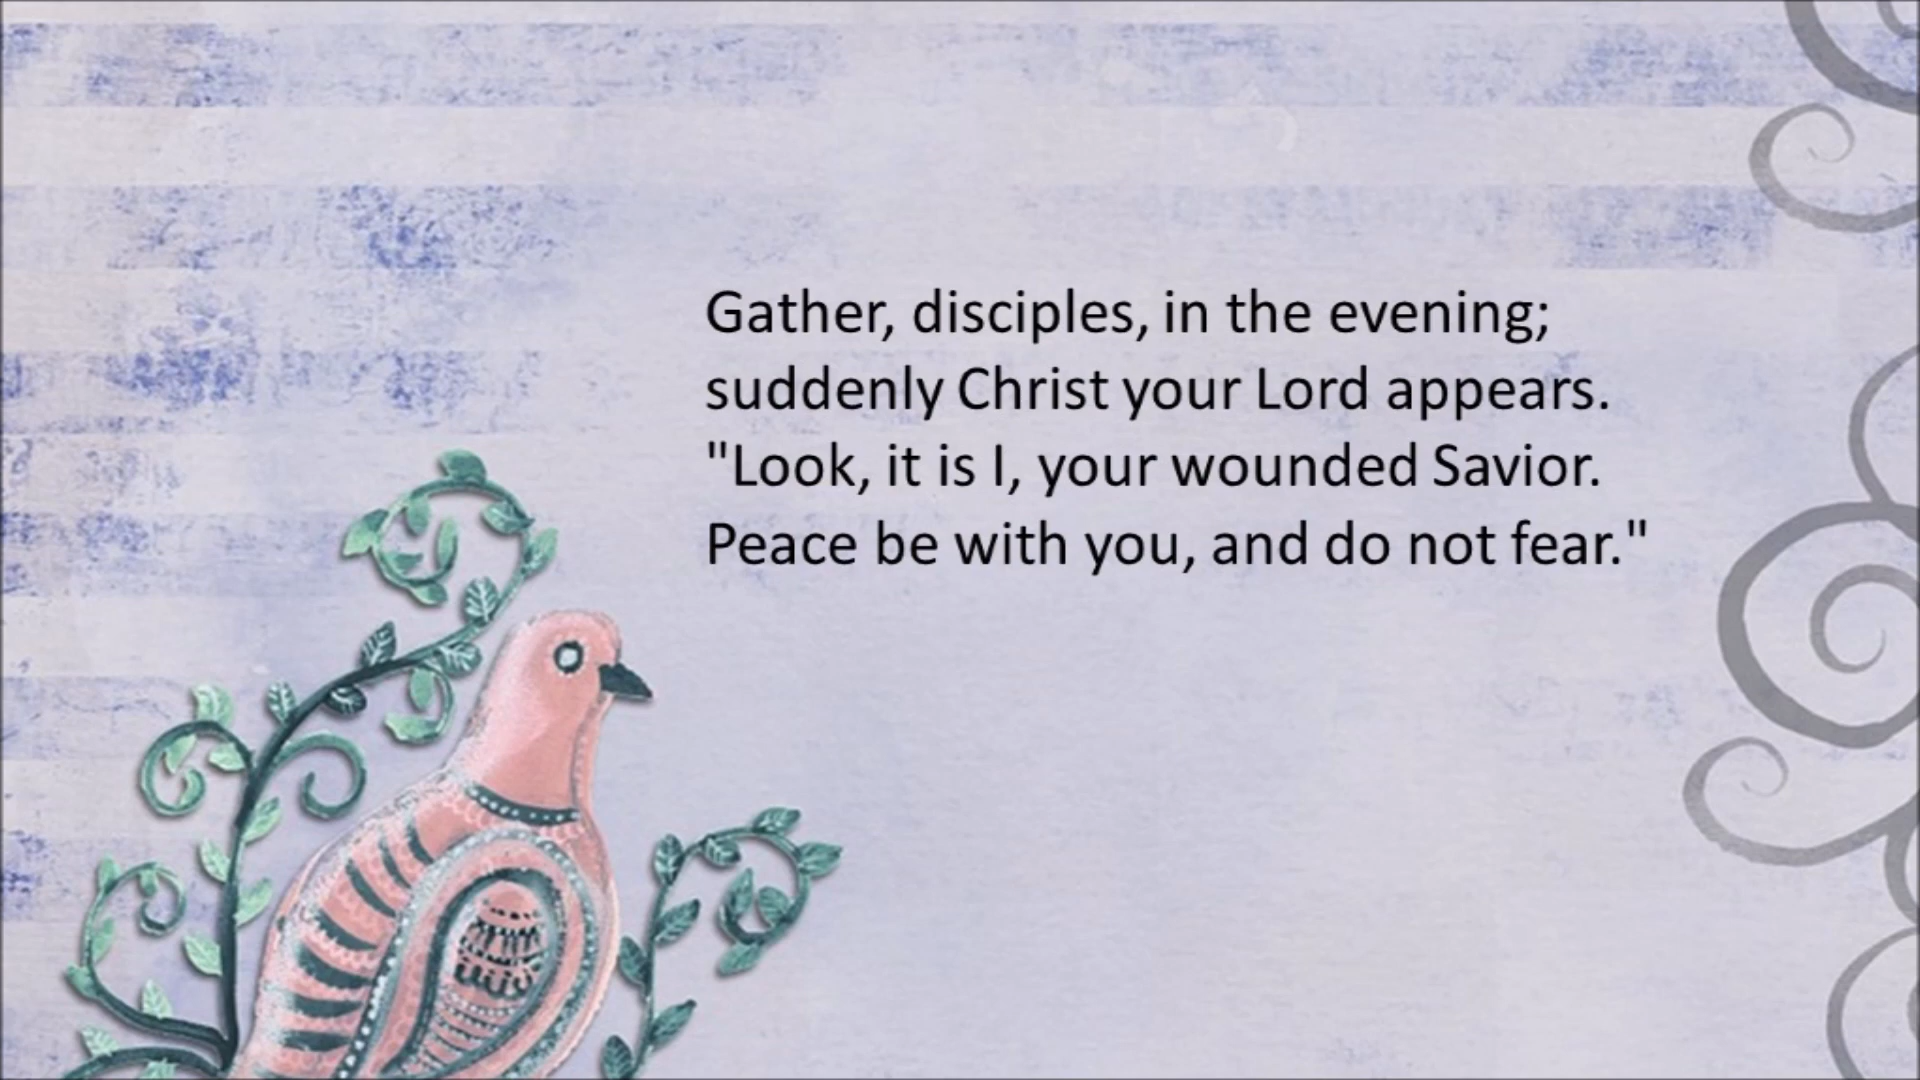 Gather, disciples, in the evening;
suddenly Christ your Lord appears.
"Look, it is I, your wounded Savior.
Peace be with you, and do not fear."